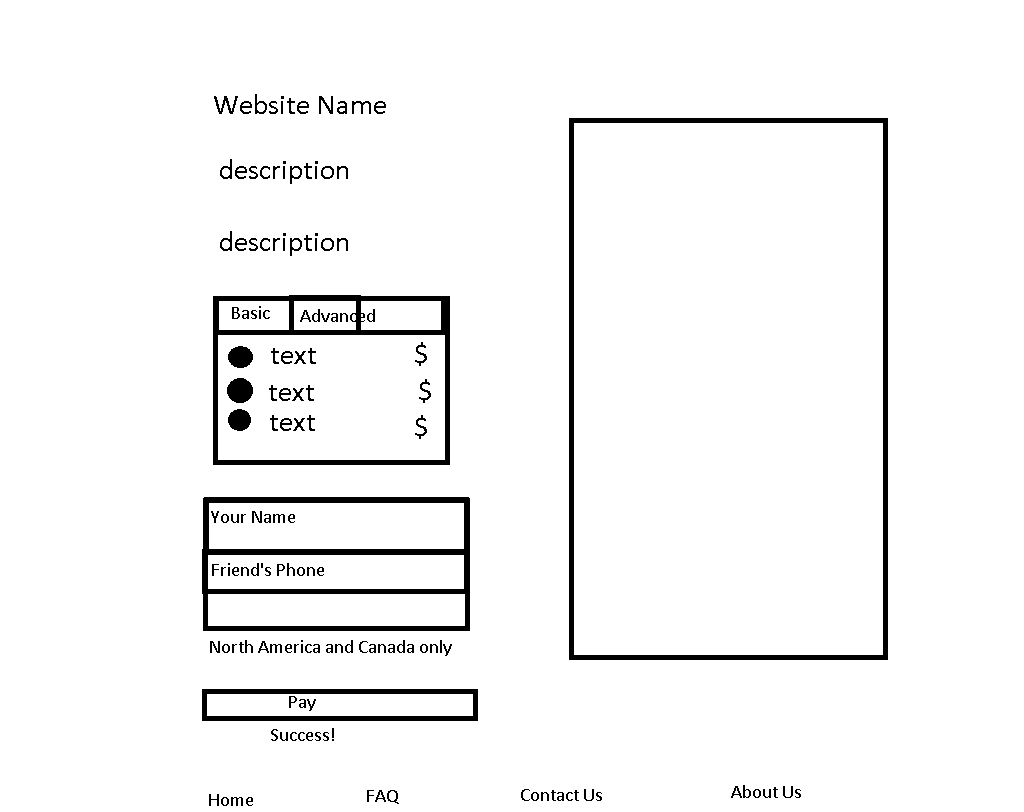 Website Name
description
description
Basic Advanced
text $
text $
text $
Your Name
Friend's Phone
North America and Canada only
Pay
Success!
Home FAQ Contact Us About Us